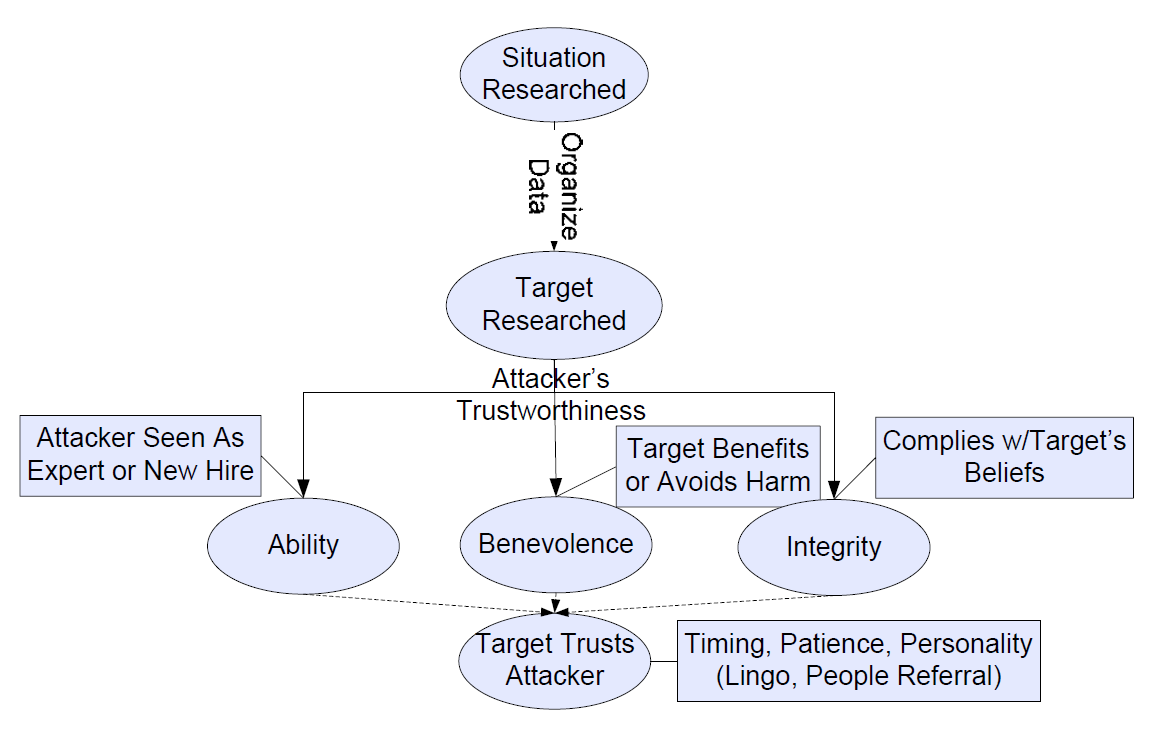 Situation
Researched
Organize
Data
Target
Researched
Attacker's
Trustworthiness
Attacker Seen As
Expert or New Hire
Target Benefits
or Avoids Harm
Complies w/Target's
Beliefs
Ability
Benevolence
Integrity
Target Trusts
Attacker
Timing, Patience, Personality
(Lingo, People Referral)